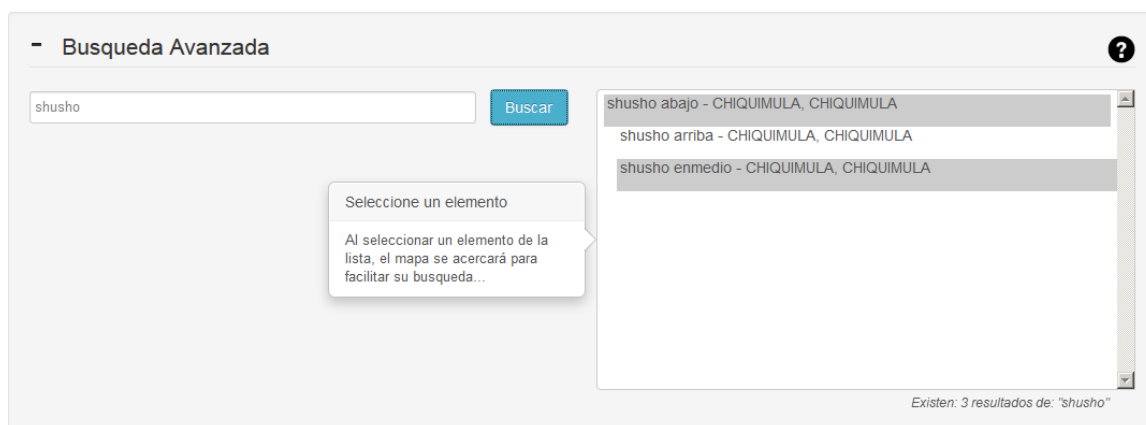 - Busqueda Avanzada
?
shusho
Buscar
shusho abajo - CHIQUIMULA, CHIQUIMULA
shusho arriba - CHIQUIMULA, CHIQUIMULA
shusho enmedio - CHIQUIMULA, CHIQUIMULA
Seleccione un elemento
Al seleccionar un elemento de la
lista, el mapa se acercará para
facilitar su busqueda...
Existen: 3 resultados de: "shusho"